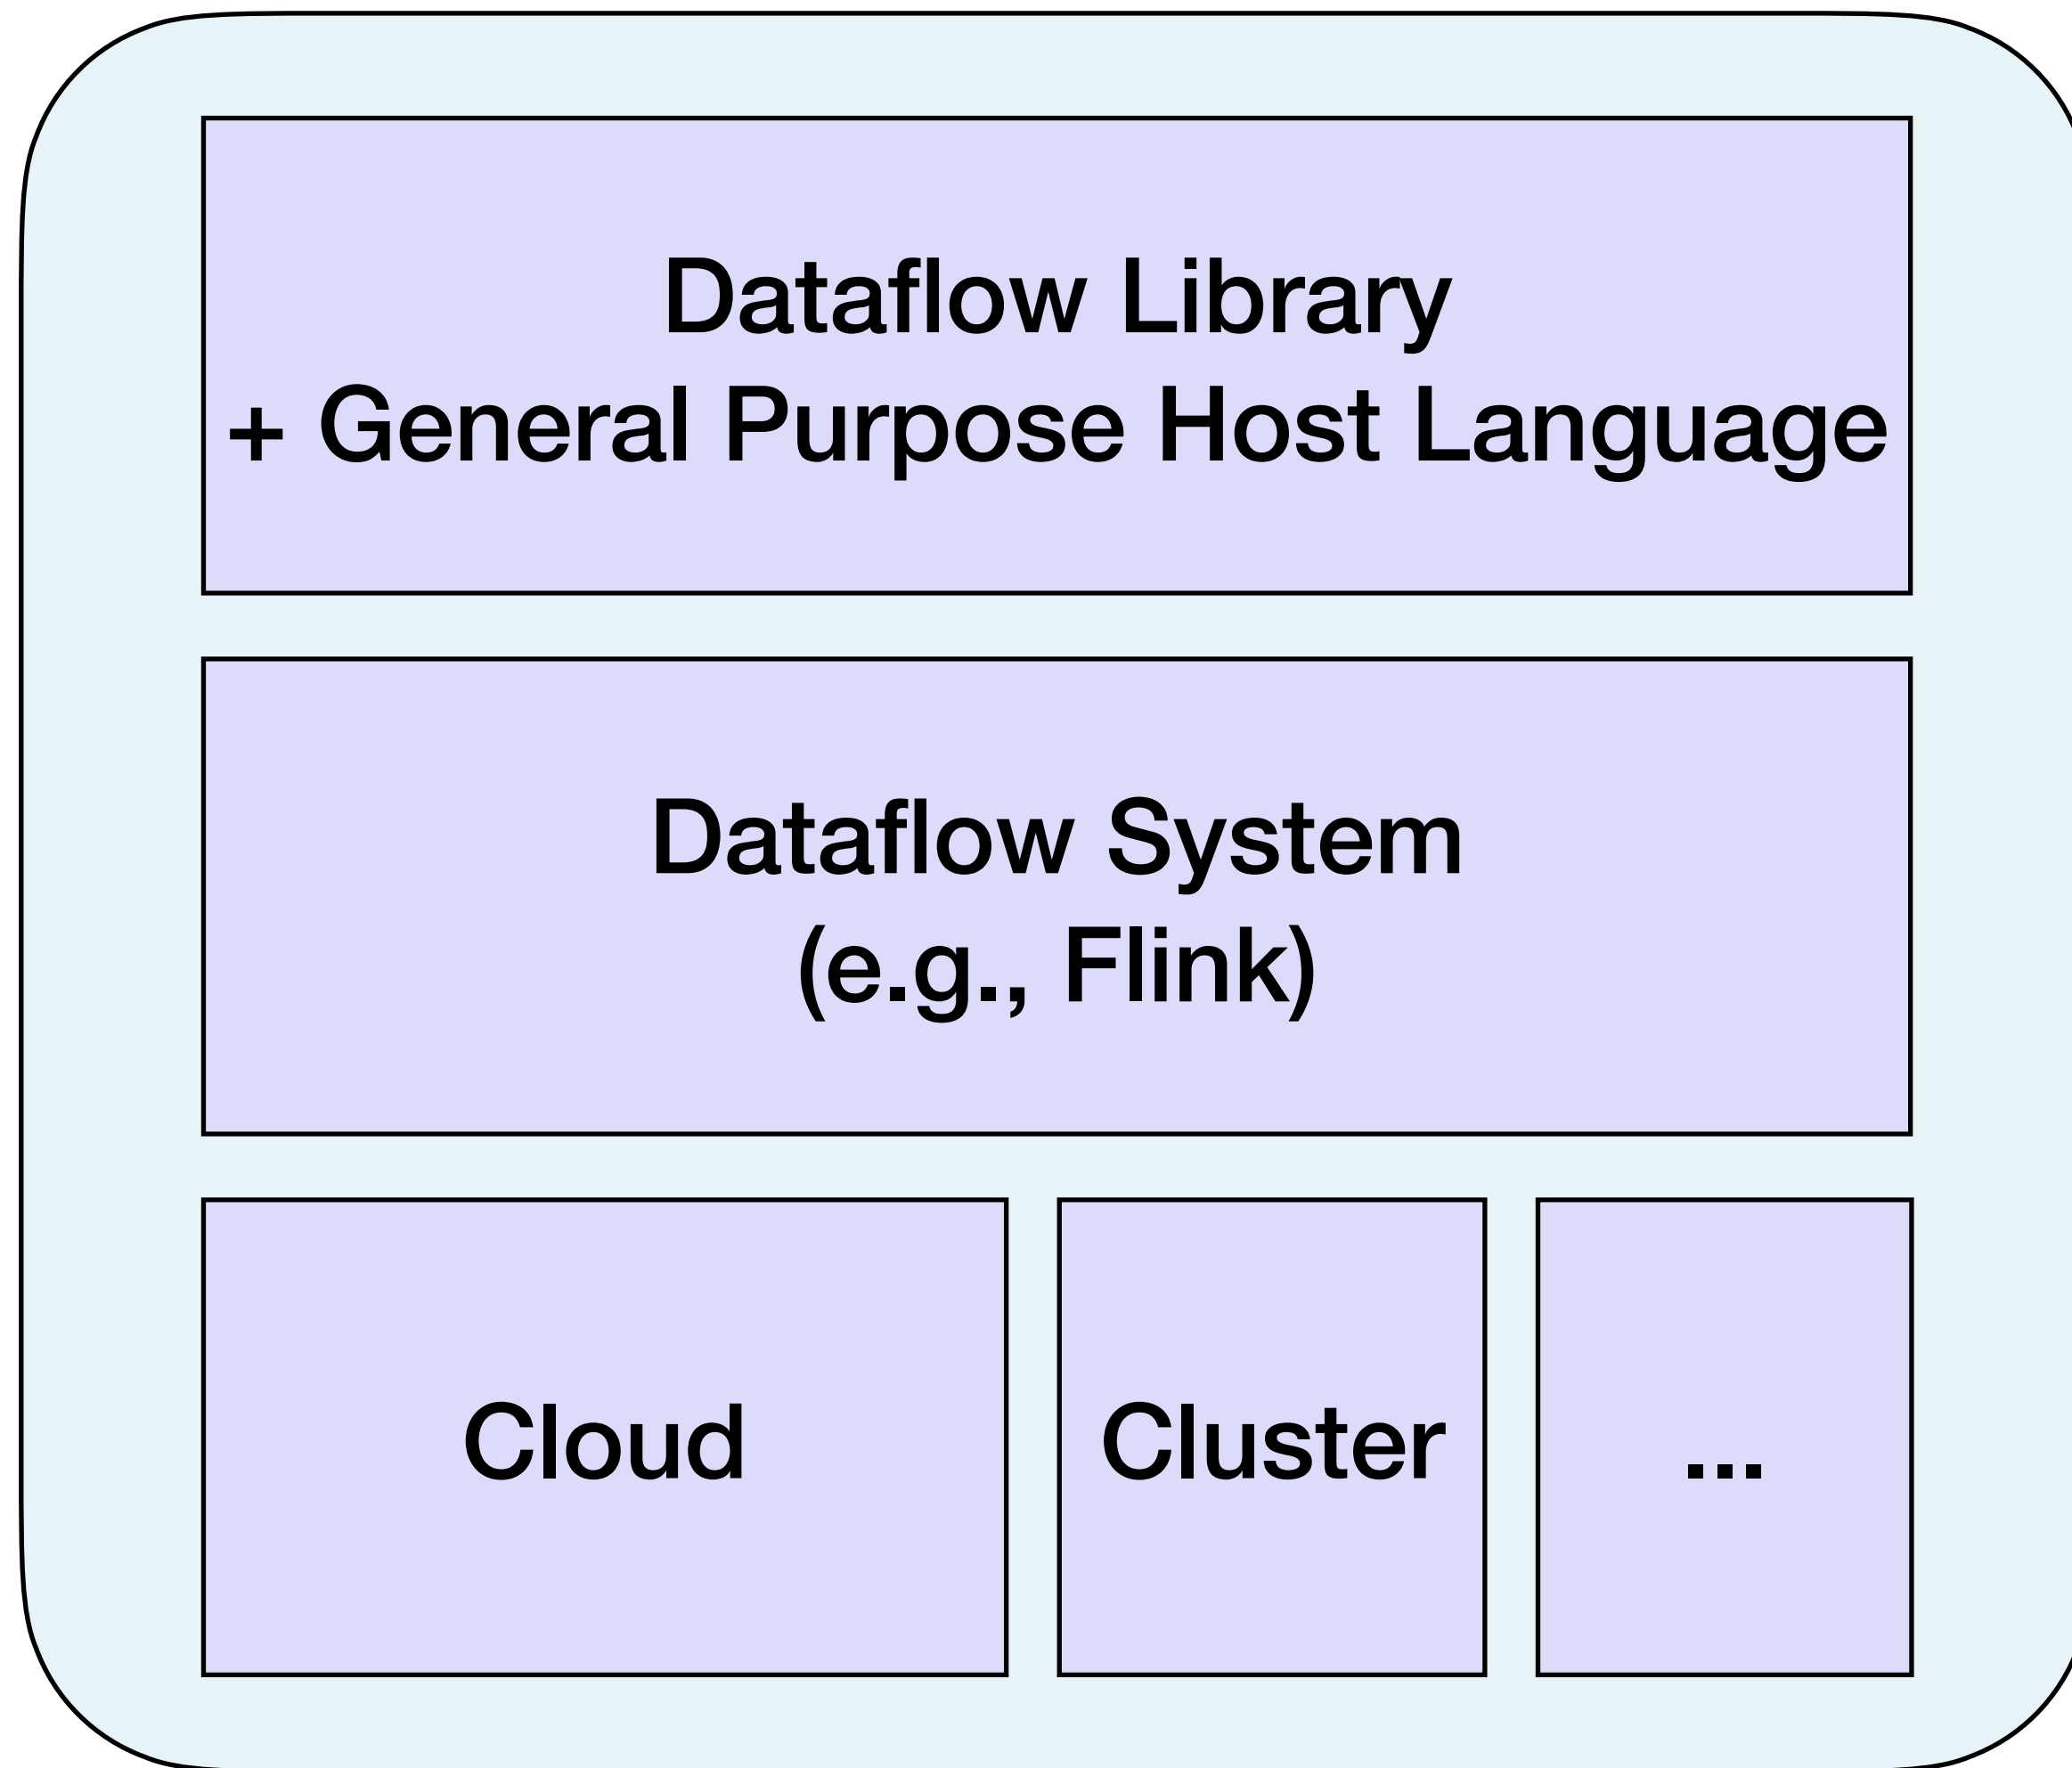 Dataflow Library
+ General Purpose Host Language
Dataflow System
(e.g., Flink)
Cloud
Cluster
...